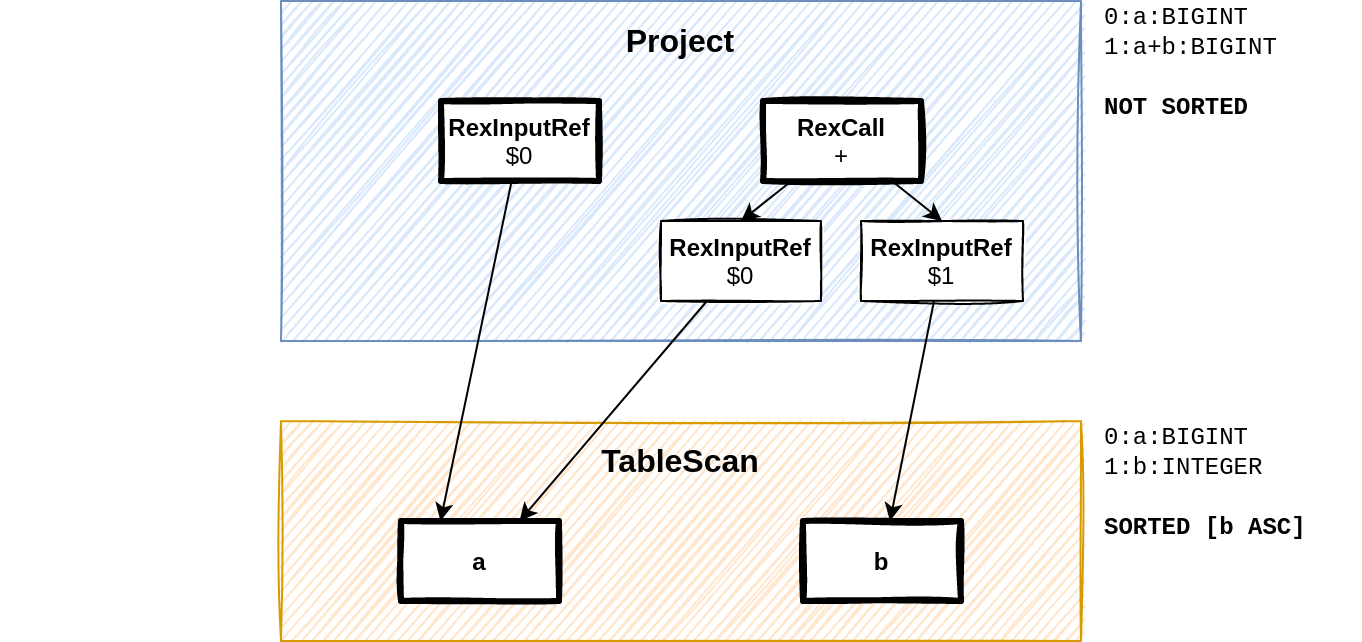 Project
0:a:BIGINT
1:a+b:BIGINT
NOT SORTED
RexInputRef
$0
RexCall
+
RexInputRef
$0
RexInputRef
$1
TableScan
0:a:BIGINT
1:b:INTEGER
SORTED [b ASC]
a
b